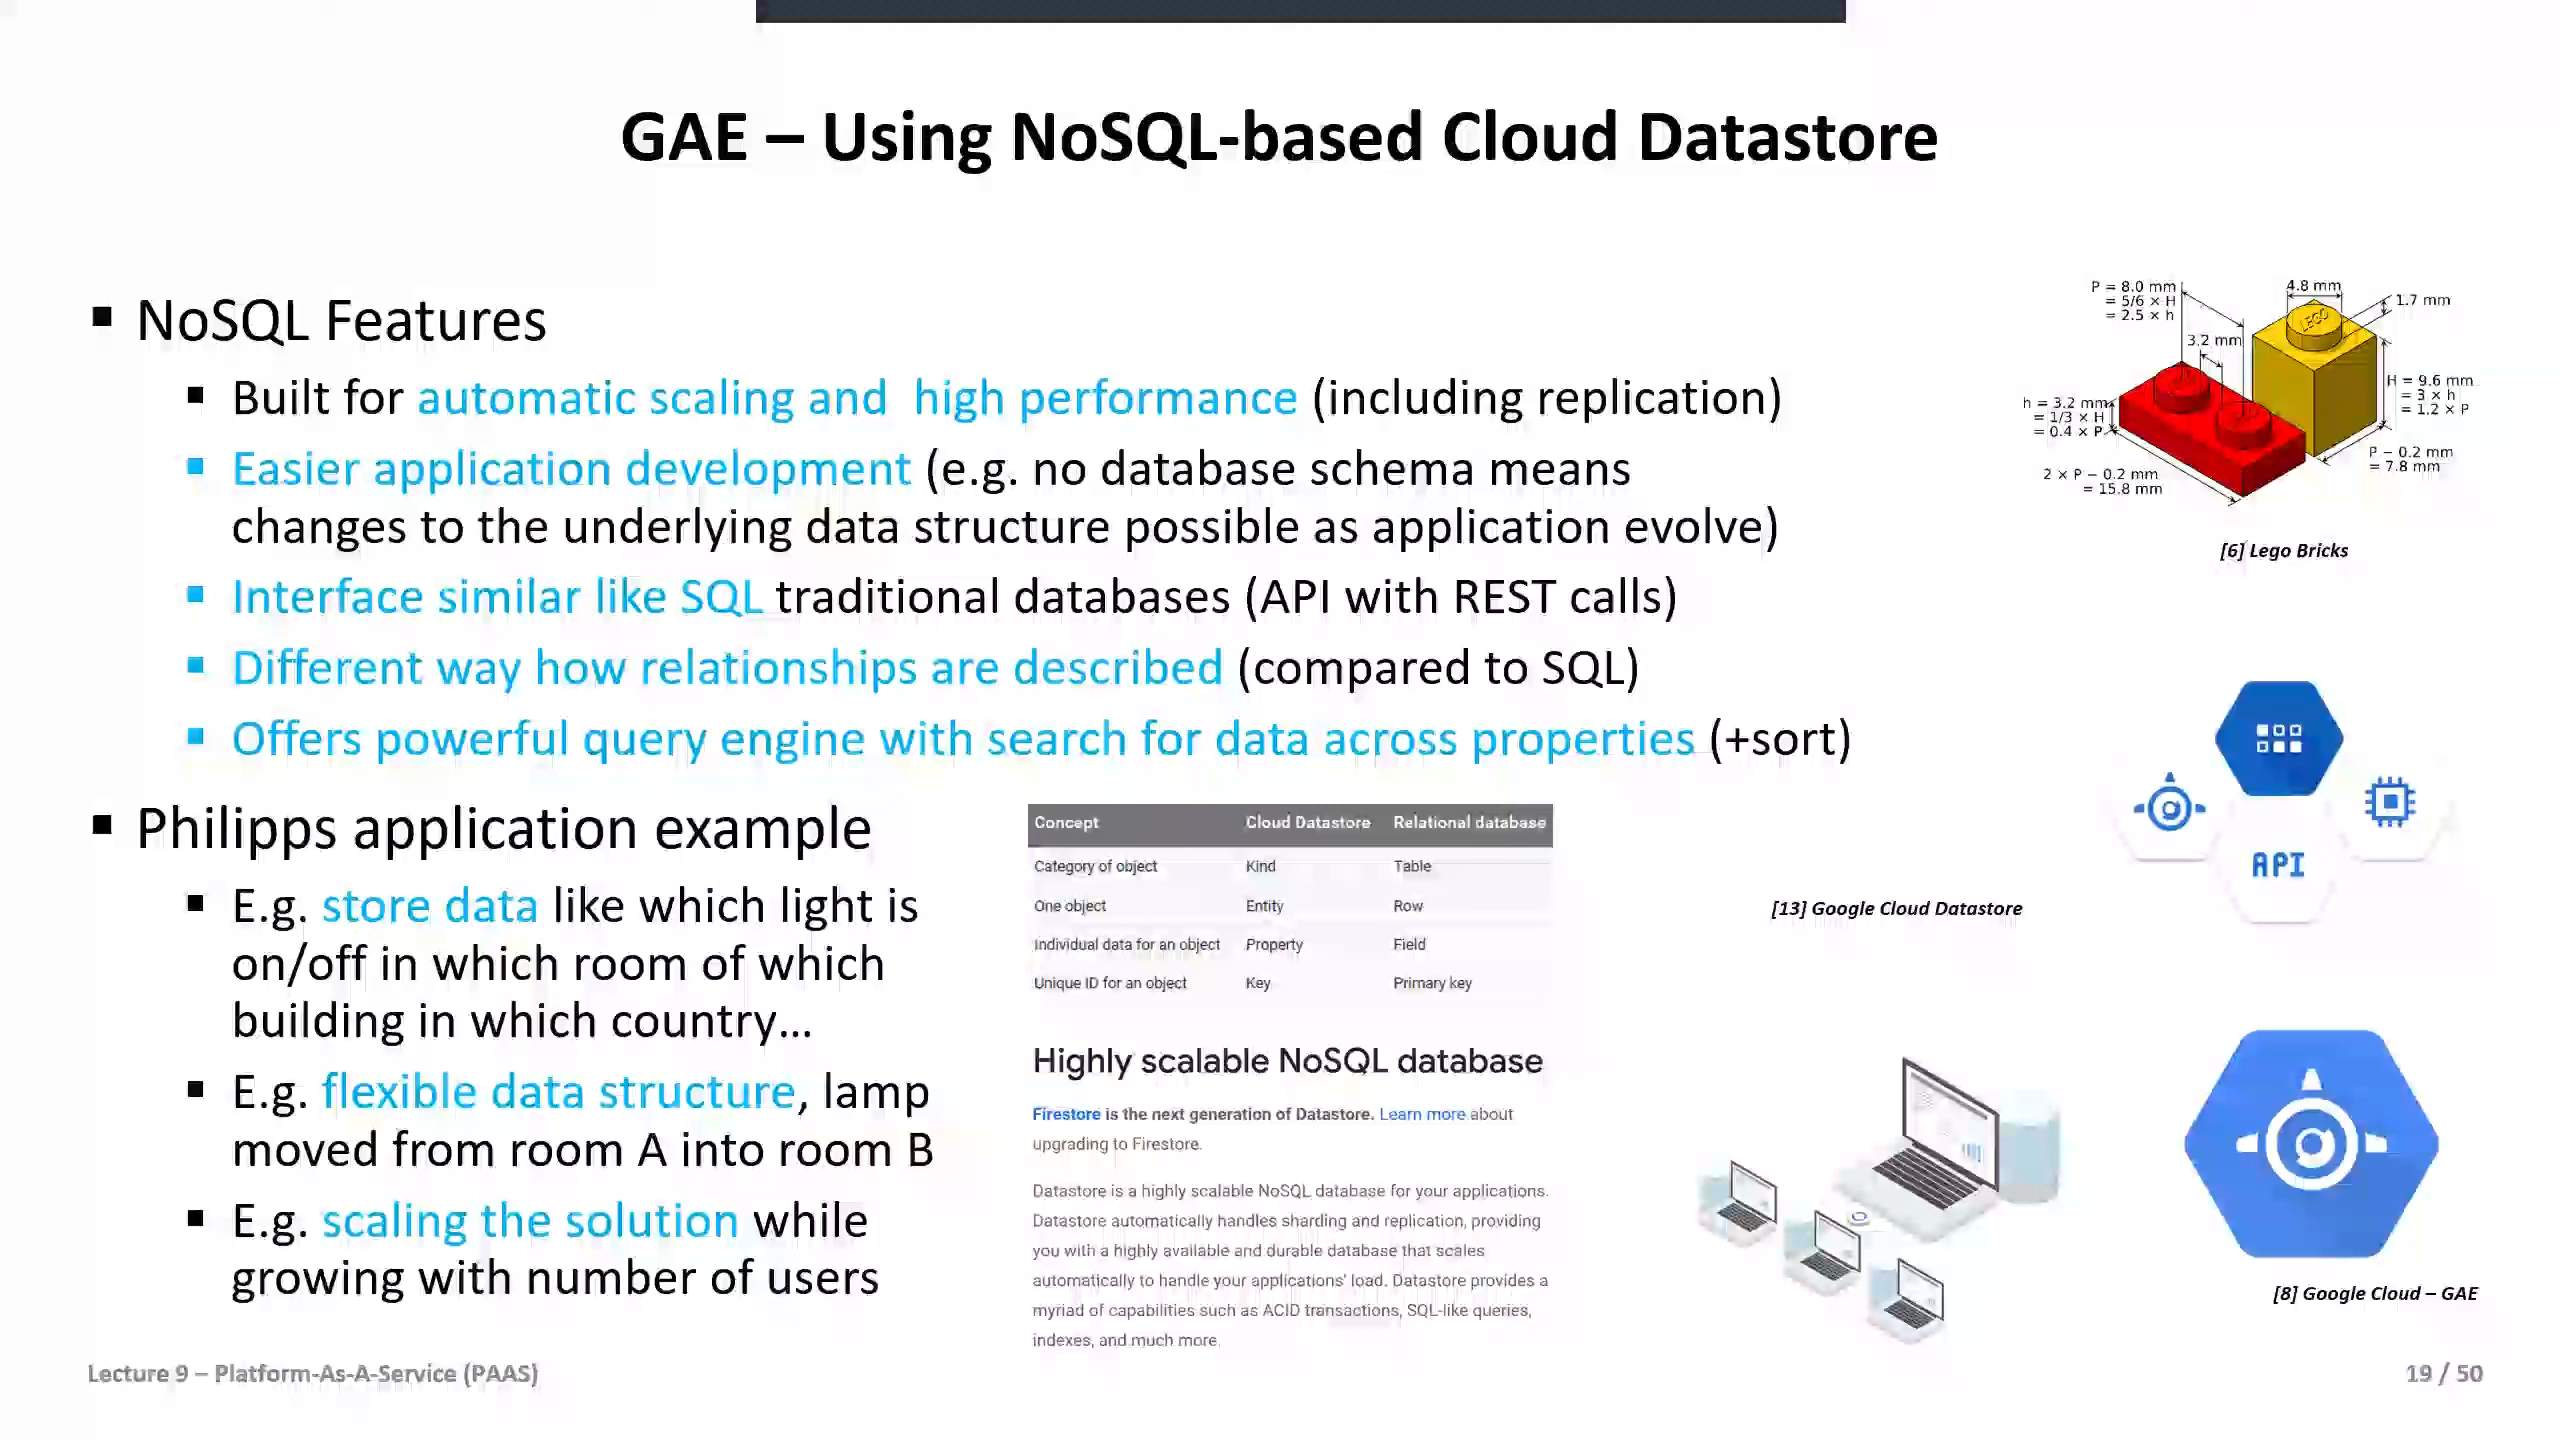 GAE – Using NoSQL-based Cloud Datastore
NoSQL Features
Built for automatic scaling and high performance (including replication)
Easier application development (e.g. no database schema means
changes to the underlying data structure possible as application evolve)
Interface similar like SQL traditional databases (API with REST calls)
Different way how relationships are described (compared to SQL)
Offers powerful query engine with search for data across properties (+sort)
Philipps application example
E.g. store data like which light is
on/off in which room of which
building in which country...
E.g. flexible data structure, lamp
moved from room A into room B
E.g. scaling the solution while
growing with number of users
Concept Cloud Datastore Relational database
Category of object Kind Table
One object Entity Row
Individual data for an object Property Field
Unique ID for an object Key Primary key
Highly scalable NoSQL database
Firestore is the next generation of Datastore. Learn more about
upgrading to Firestore.
Datastore is a highly scalable NoSQL database for your applications.
Datastore automatically handles sharding and replication, providing
you with a highly available and durable database that scales
automatically to handle your applications' load. Datastore provides a
myriad of capabilities such as ACID transactions, SQL-like queries,
indexes, and much more.
P = 8.0 mm
= 5/6 × H
= 2.5 × h
4.8 mm
1.7 mm
3.2 mm
LEGO
h = 3.2 mm
= 1/3 × H
= 0.4 × P
H = 9.6 mm
= 3 × h
= 1.2 × P
P − 0.2 mm
= 7.8 mm
2 × P − 0.2 mm
= 15.8 mm
[6] Lego Bricks
API
[13] Google Cloud Datastore
[8] Google Cloud – GAE
Lecture 9 – Platform-As-A-Service (PAAS)
19 / 50